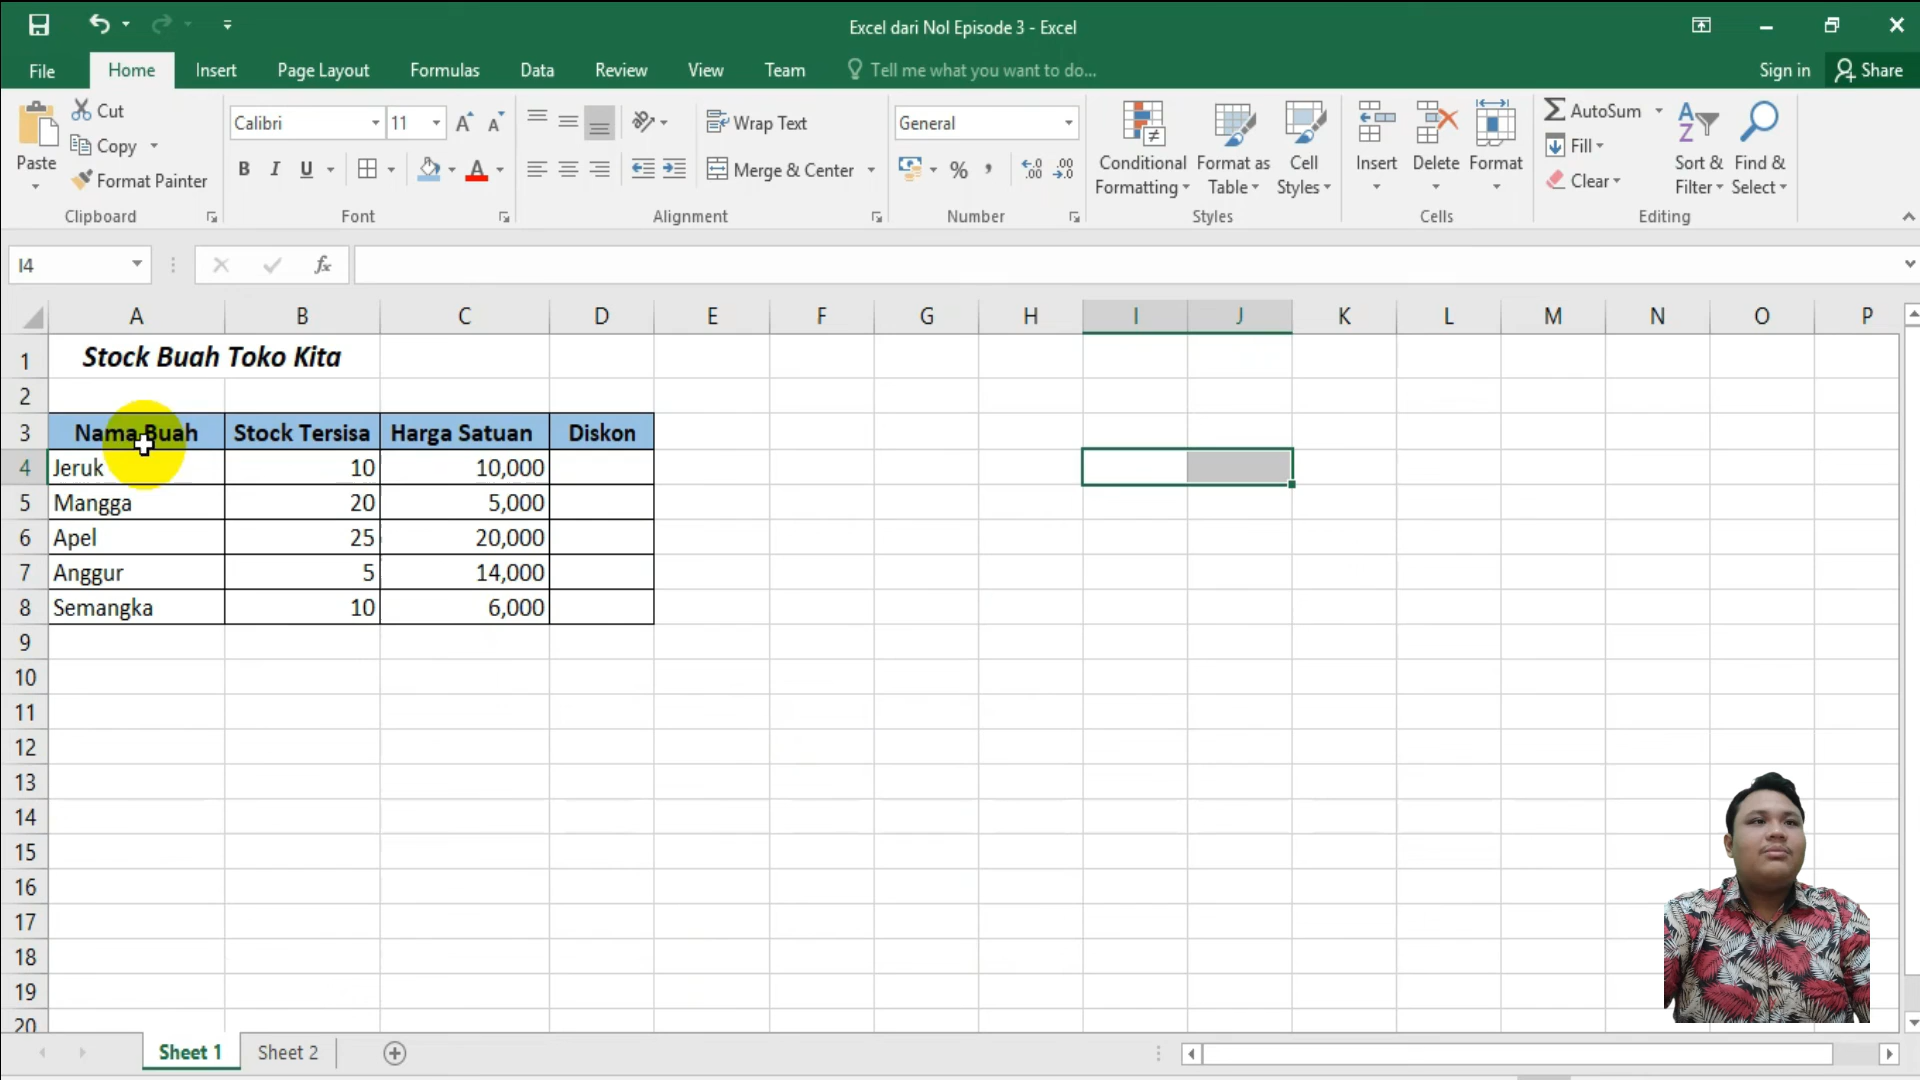 Excel dari Nol Episode 3 - Excel
File Home Insert Page Layout Formulas Data Review View Team Tell me what you want to do... Sign in Share
Paste
Cut
Copy
Format Painter
Clipboard
Calibri 11 A A
B I U A
Font
Wrap Text
Merge & Center
Alignment
General
% , .0 .00 .00 .0
Number
Conditional Formatting
Format as Table
Cell Styles
Styles
Insert Delete Format
Cells
AutoSum
Fill
Clear
Sort & Filter
Find & Select
Editing
I4 fx
A B C D E F G H I J K L M N O P
1 Stock Buah Toko Kita
2
3 Nama Buah Stock Tersisa Harga Satuan Diskon
4 Jeruk 10 10,000
5 Mangga 20 5,000
6 Apel 25 20,000
7 Anggur 5 14,000
8 Semangka 10 6,000
9
10
11
12
13
14
15
16
17
18
19
20
Sheet 1 Sheet 2